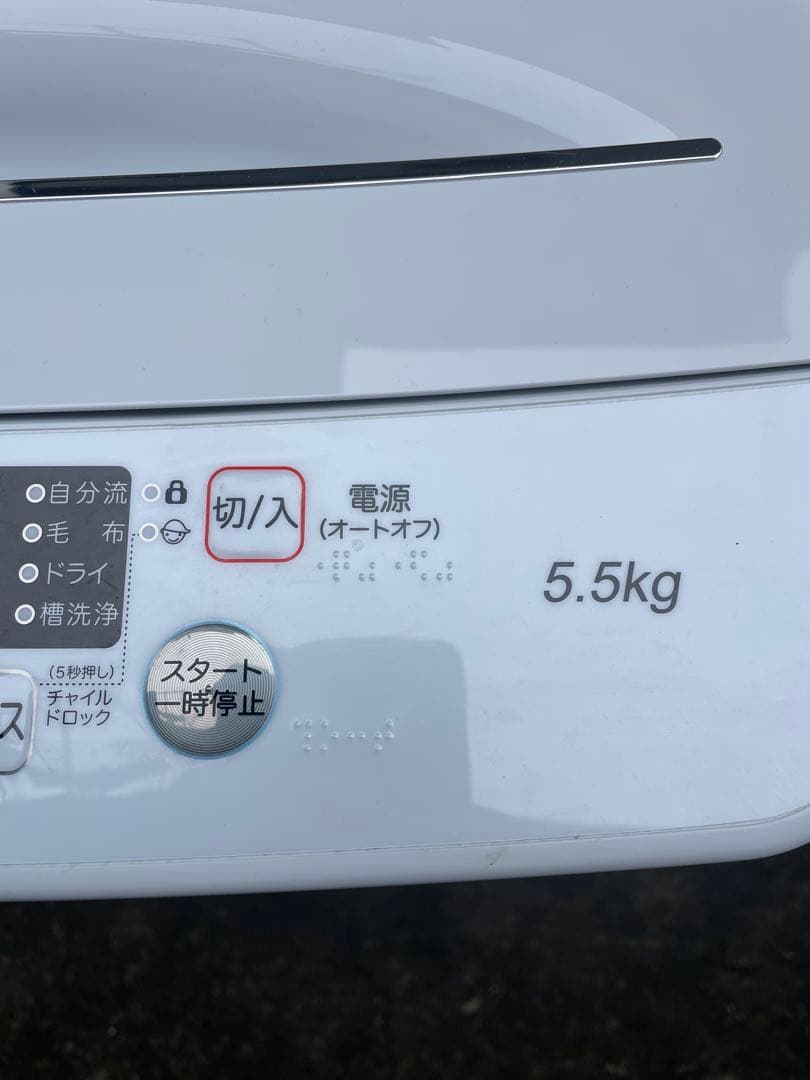 自分流
毛 布
ドライ
槽洗浄
切/入
電源
(オートオフ)
5.5kg
(5秒押し)
チャイル
ドロック
ス
スタート
一時停止